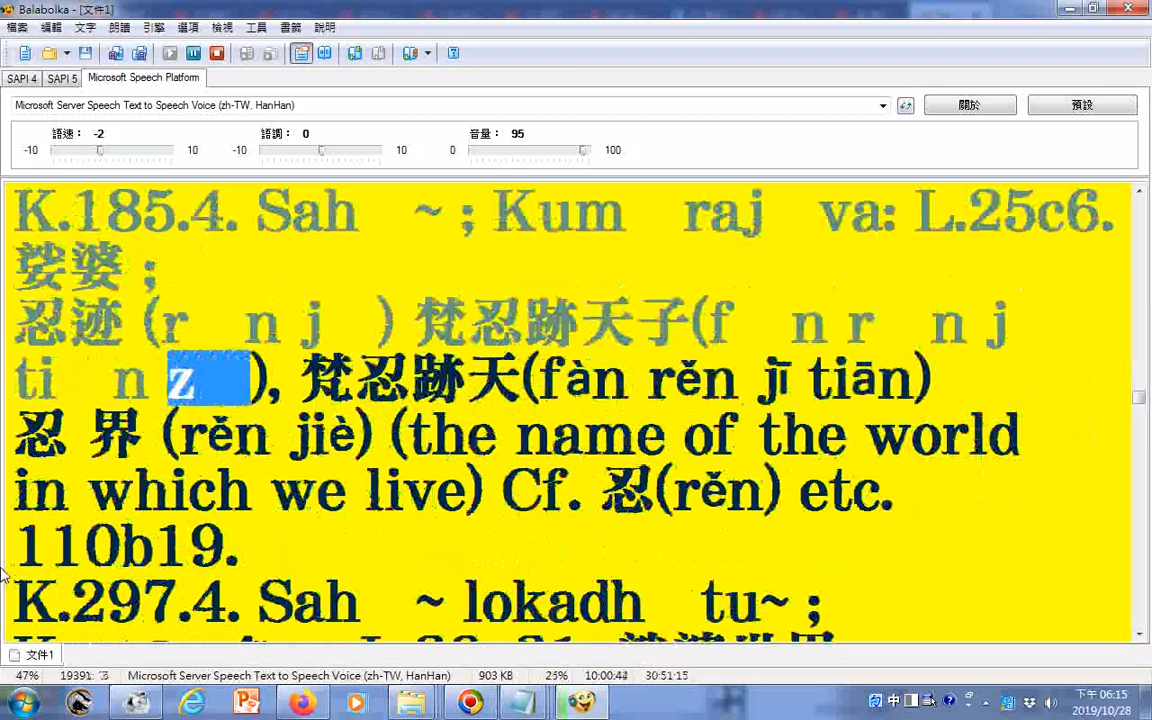 Balabolka - [文件1]
檔案 編輯 文字 朗讀 引擎 選項 檢視 工具 書籤 說明
SAPI 4 SAPI 5 Microsoft Speech Platform
Microsoft Server Speech Text to Speech Voice (zh-TW, HanHan) 關於 預設
語速： -2 語調： 0 音量： 95
-10 10 -10 10 0 100
K.185.4. Sah ~ ; Kum raj va: L.25c6.
娑婆 ;
忍迹 (r n j ) 梵忍跡天子(f n r n j
ti n z ), 梵忍跡天(fàn rěn jī tiān)
忍 界 (rěn jiè) (the name of the world
in which we live) Cf. 忍(rěn) etc.
110b19.
K.297.4. Sah ~ lokadh tu~ ;
文件1
47% 19391: Microsoft Server Speech Text to Speech Voice (zh-TW, HanHan) 903 KB 25% 10:00:44 30:51:15
中 下午 06:15
2019/10/28